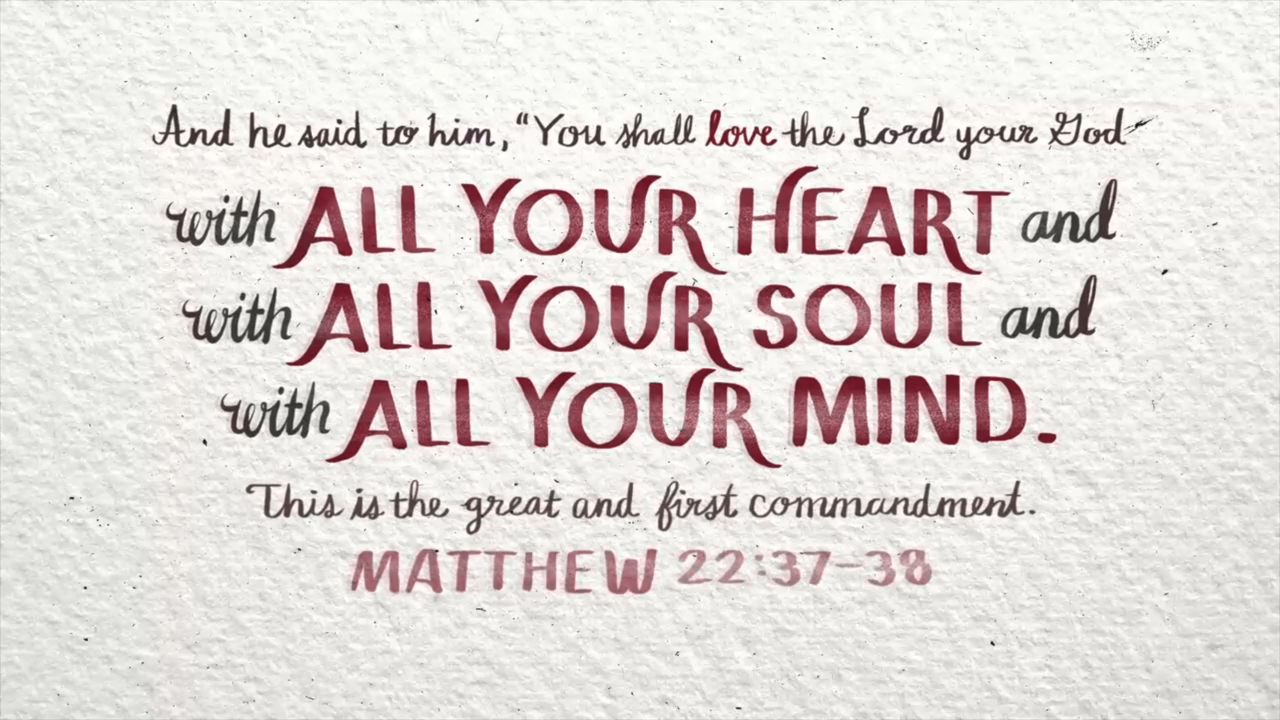 And he said to him, “You shall love the Lord your God
with ALL YOUR HEART and
with ALL YOUR SOUL and
with ALL YOUR MIND.
This is the great and first commandment.
MATTHEW 22:37–38